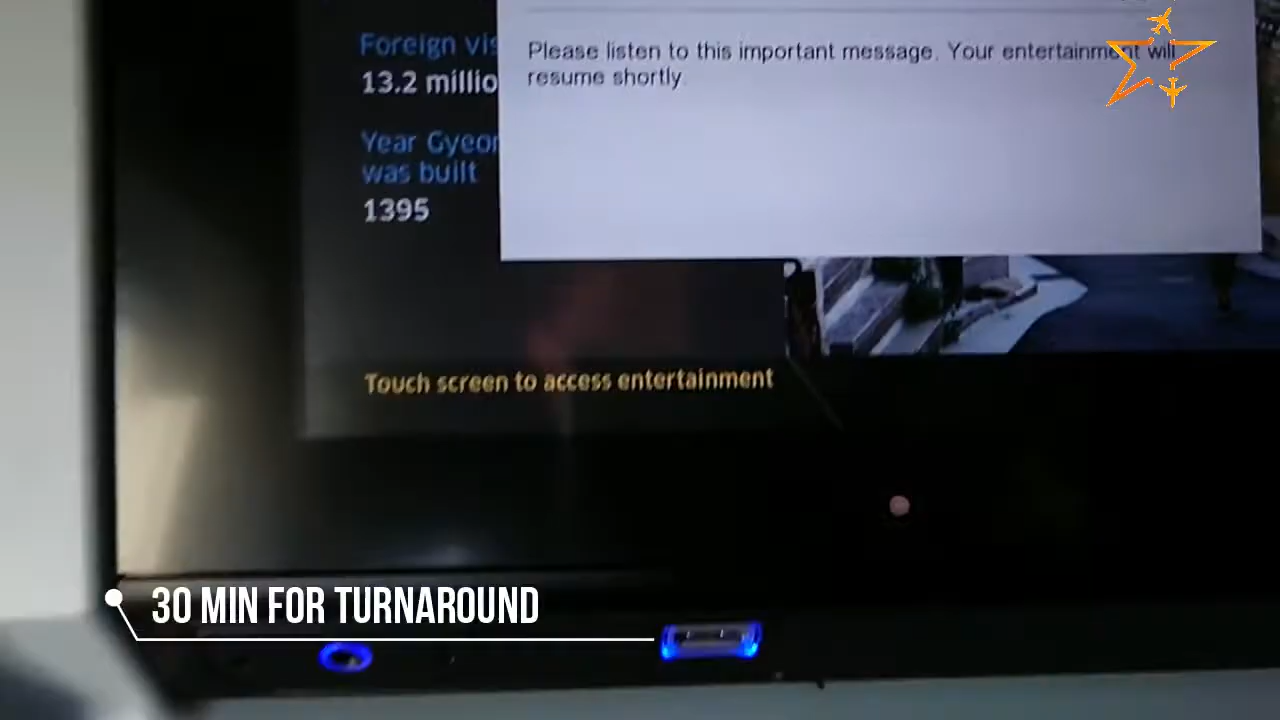 Foreign vis
13.2 millio
Year Gyeon
was built
1395
Please listen to this important message. Your entertainment will
resume shortly
Touch screen to access entertainment
30 MIN FOR TURNAROUND